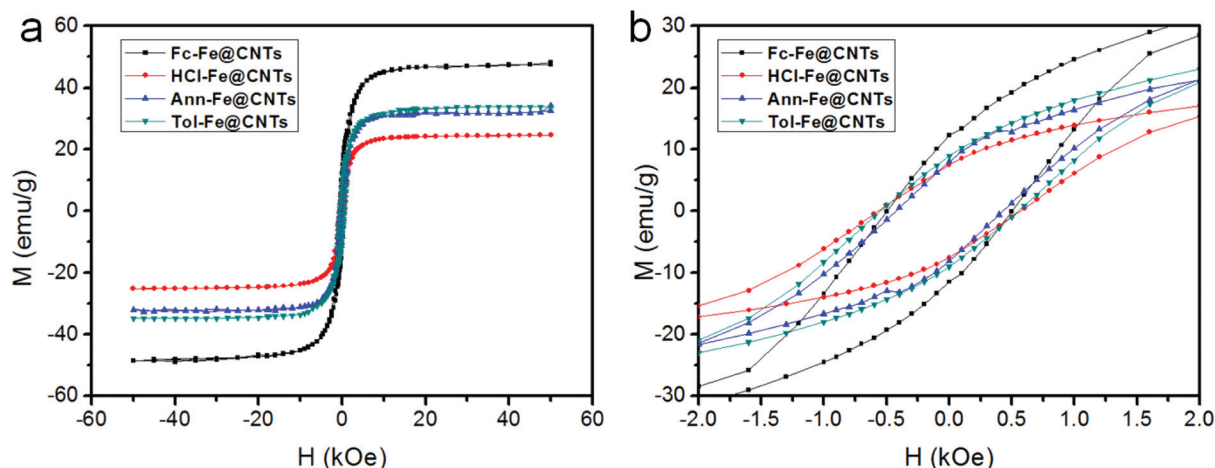 a
60
40
20
0
-20
-40
-60
M (emu/g)
Fc-Fe@CNTs
HCl-Fe@CNTs
Ann-Fe@CNTs
Tol-Fe@CNTs
-60 -40 -20 0 20 40 60
H (kOe)
b
30
20
10
0
-10
-20
-30
M (emu/g)
Fc-Fe@CNTs
HCl-Fe@CNTs
Ann-Fe@CNTs
Tol-Fe@CNTs
-2.0 -1.5 -1.0 -0.5 0.0 0.5 1.0 1.5 2.0
H (kOe)